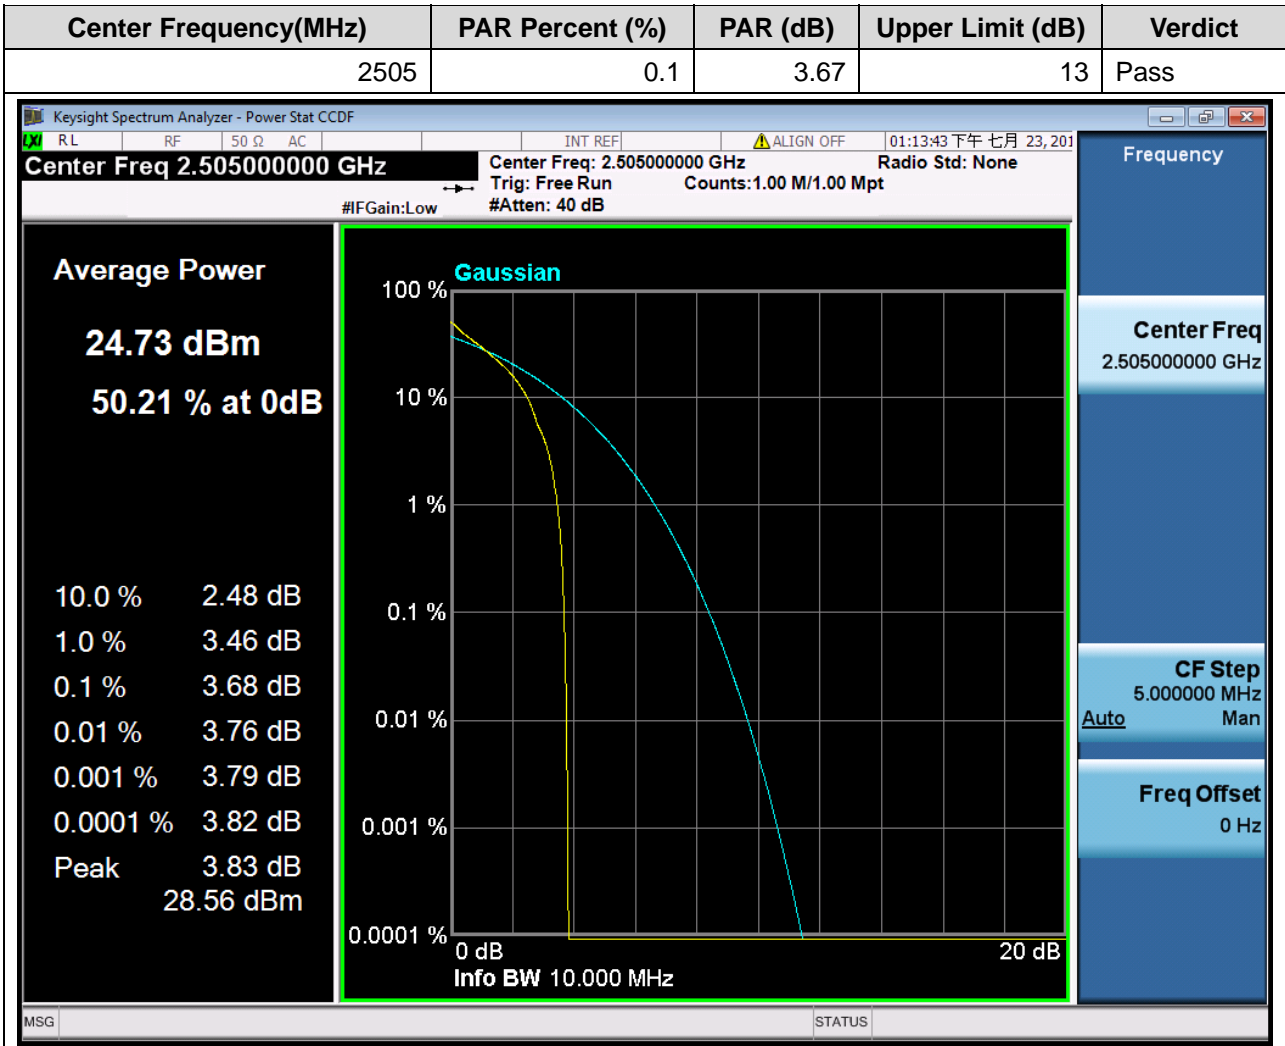 Center Frequency(MHz) PAR Percent (%) PAR (dB) Upper Limit (dB) Verdict
2505 0.1 3.67 13 Pass
Keysight Spectrum Analyzer - Power Stat CCDF
LXI RL RF 50 Ω AC INT REF ALIGN OFF 01:13:43 下午 七月 23, 201
Center Freq 2.505000000 GHz
Center Freq: 2.505000000 GHz Radio Std: None
Trig: Free Run Counts:1.00 M/1.00 Mpt
#IFGain:Low #Atten: 40 dB
Frequency
Average Power
24.73 dBm
50.21 % at 0dB
10.0 % 2.48 dB
1.0 % 3.46 dB
0.1 % 3.68 dB
0.01 % 3.76 dB
0.001 % 3.79 dB
0.0001 % 3.82 dB
Peak 3.83 dB
28.56 dBm
Gaussian
100 %
10 %
1 %
0.1 %
0.01 %
0.001 %
0.0001 %
0 dB 20 dB
Info BW 10.000 MHz
Center Freq
2.505000000 GHz
CF Step
5.000000 MHz
Auto Man
Freq Offset
0 Hz
MSG STATUS